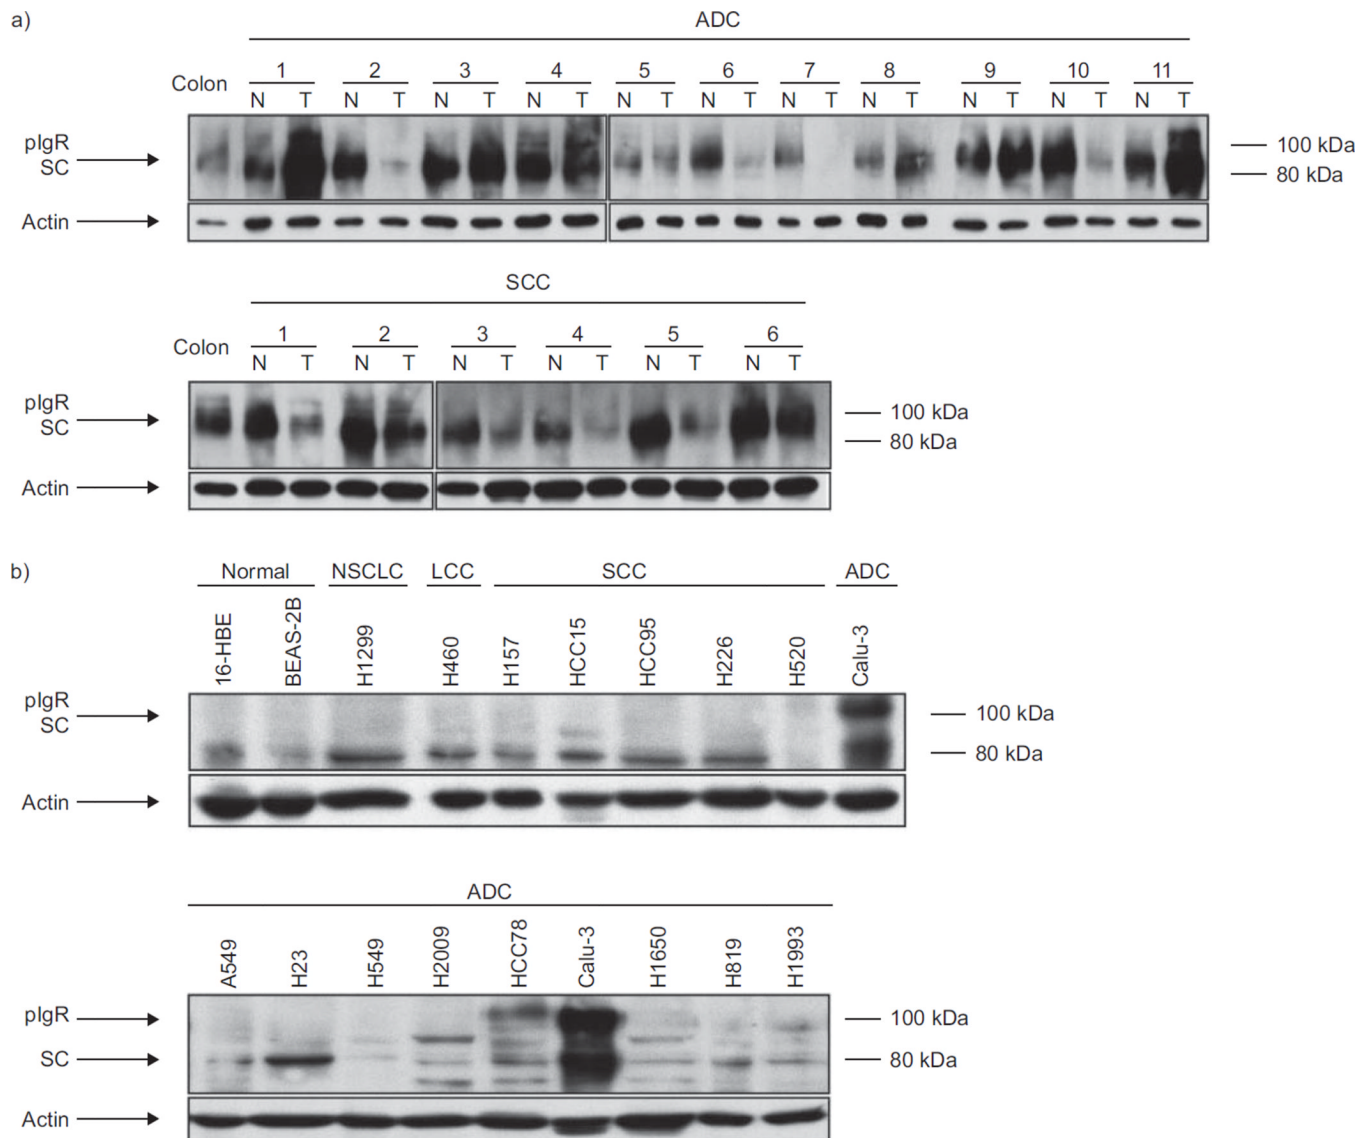 a)
ADC
Colon 1 2 3 4 5 6 7 8 9 10 11
N T N T N T N T N T N T N T N T N T N T N T
pIgR
SC
100 kDa
80 kDa
Actin
SCC
Colon 1 2 3 4 5 6
N T N T N T N T N T N T
pIgR
SC
100 kDa
80 kDa
Actin
b)
Normal NSCLC LCC SCC ADC
16-HBE BEAS-2B H1299 H460 H157 HCC15 HCC95 H226 H520 Calu-3
pIgR
SC
100 kDa
80 kDa
Actin
ADC
A549 H23 H549 H2009 HCC78 Calu-3 H1650 H819 H1993
pIgR 100 kDa
SC 80 kDa
Actin